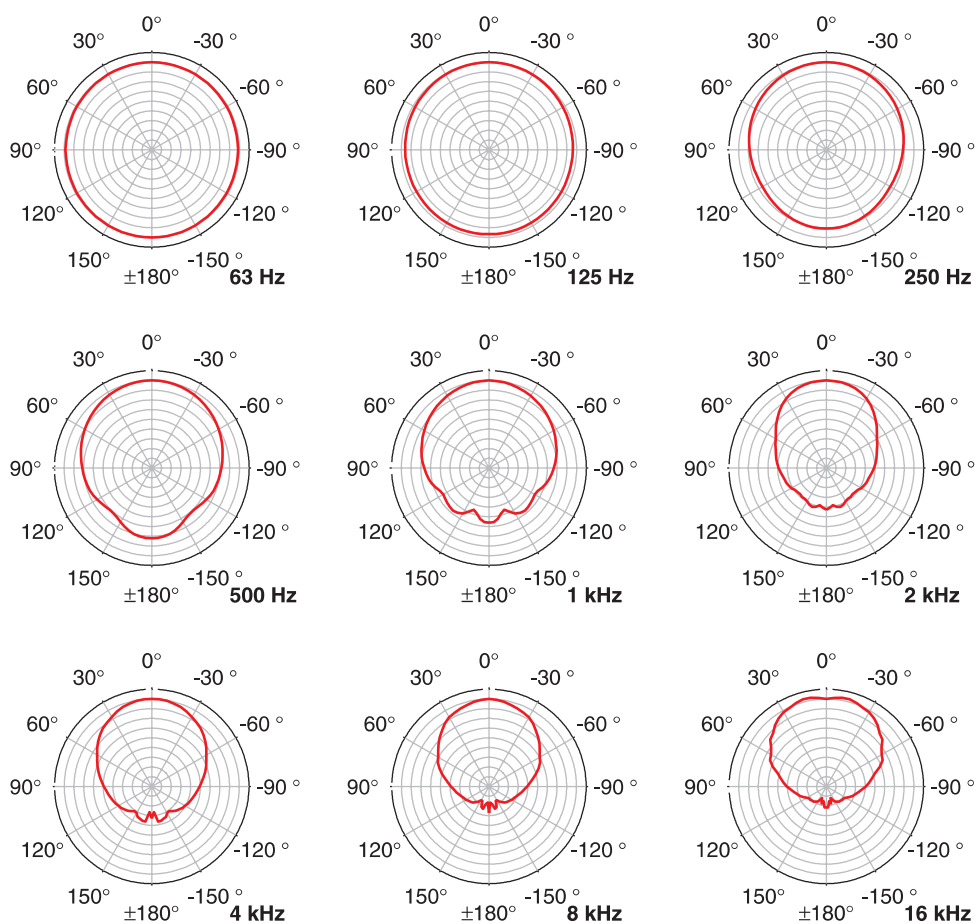 0° 0° 0°
30° -30 ° 30° -30 ° 30° -30 °
60° -60 ° 60° -60 ° 60° -60 °
90° -90 ° 90° -90 ° 90° -90 °
120° -120 ° 120° -120 ° 120° -120 °
150° -150 ° 150° -150 ° 150° -150 °
±180° 63 Hz ±180° 125 Hz ±180° 250 Hz
0° 0° 0°
30° -30 ° 30° -30 ° 30° -30 °
60° -60 ° 60° -60 ° 60° -60 °
90° -90 ° 90° -90 ° 90° -90 °
120° -120 ° 120° -120 ° 120° -120 °
150° -150 ° 150° -150 ° 150° -150 °
±180° 500 Hz ±180° 1 kHz ±180° 2 kHz
0° 0° 0°
30° -30 ° 30° -30 ° 30° -30 °
60° -60 ° 60° -60 ° 60° -60 °
90° -90 ° 90° -90 ° 90° -90 °
120° -120 ° 120° -120 ° 120° -120 °
150° -150 ° 150° -150 ° 150° -150 °
±180° 4 kHz ±180° 8 kHz ±180° 16 kHz